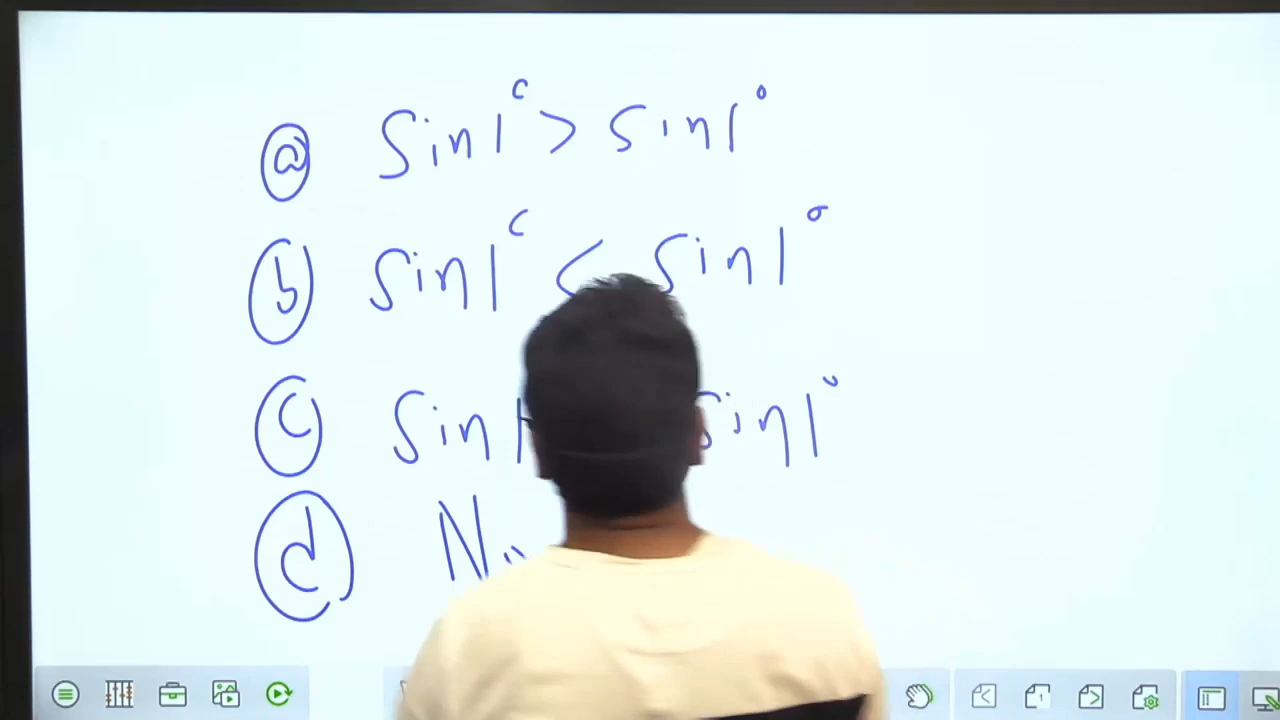 ⓐ Sin1ᶜ > Sin1°
ⓑ Sin1ᶜ < Sin1°
ⓒ Sin1 Sin1°
ⓓ